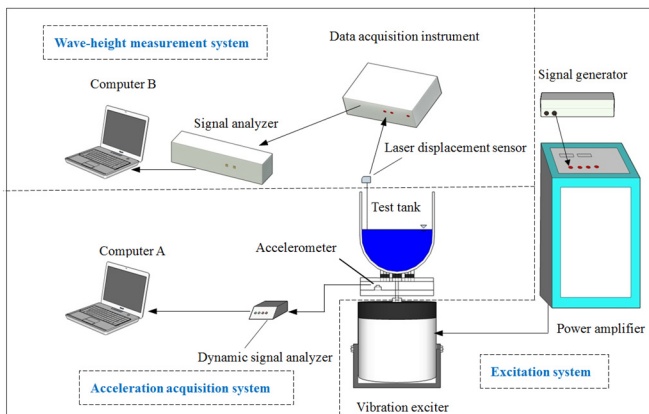 Wave-height measurement system
Data acquisition instrument
Computer B
Signal analyzer
Signal generator
Laser displacement sensor
Test tank
Computer A
Accelerometer
Dynamic signal analyzer
Power amplifier
Acceleration acquisition system
Excitation system
Vibration exciter